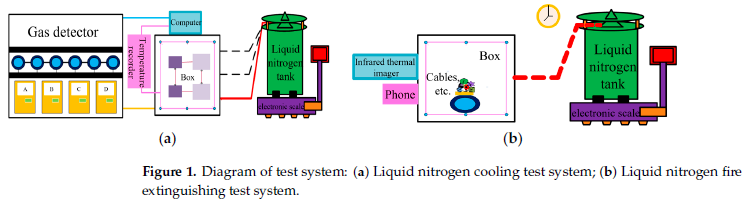 Gas detector
Computer
Temperature
recorder
Box
Liquid
nitrogen
tank
A B C D
electronic scale
(a)
Infrared thermal
imager
Phone
Box
Cables,
etc.
Liquid
nitrogen
tank
electronic scale
(b)
Figure 1. Diagram of test system: (a) Liquid nitrogen cooling test system; (b) Liquid nitrogen fire
extinguishing test system.